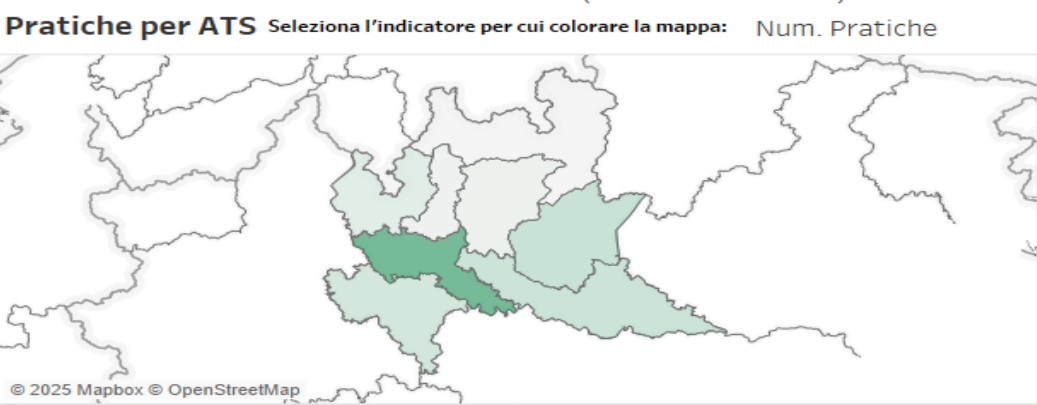 Pratiche per ATS Seleziona l'indicatore per cui colorare la mappa: Num. Pratiche
© 2025 Mapbox © OpenStreetMap